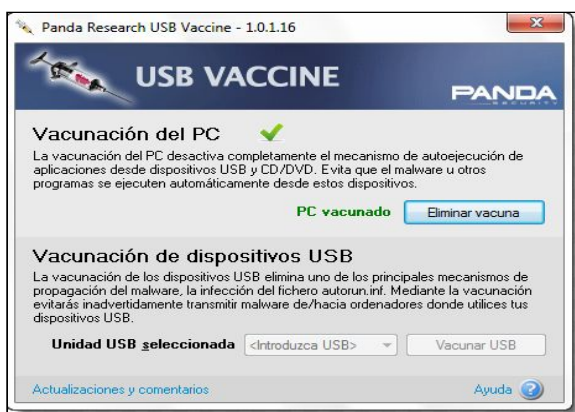 Panda Research USB Vaccine - 1.0.1.16
USB VACCINE
PANDA
SECURITY
Vacunación del PC
La vacunación del PC desactiva completamente el mecanismo de autoejecución de
aplicaciones desde dispositivos USB y CD/DVD. Evita que el malware u otros
programas se ejecuten automáticamente desde estos dispositivos.
PC vacunado Eliminar vacuna
Vacunación de dispositivos USB
La vacunación de los dispositivos USB elimina uno de los principales mecanismos de
propagación del malware, la infección del fichero autorun.inf. Mediante la vacunación
evitarás inadvertidamente transmitir malware de/hacia ordenadores donde utilices tus
dispositivos USB.
Unidad USB seleccionada <Introduzca USB> Vacunar USB
Actualizaciones y comentarios Ayuda